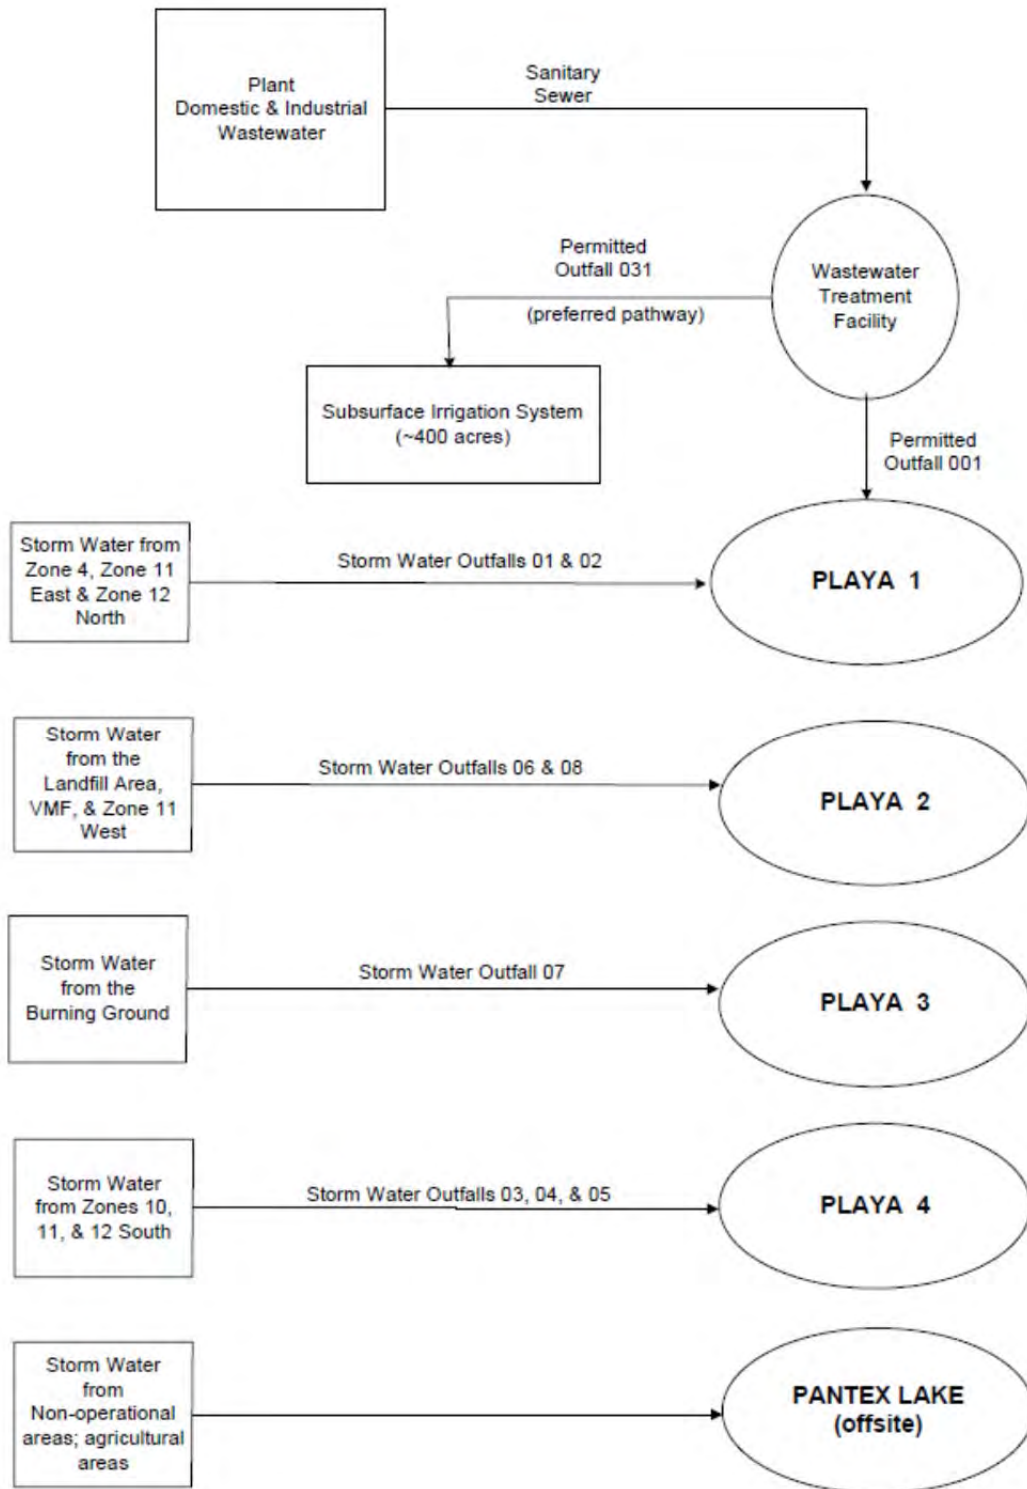 Plant
Domestic & Industrial
Wastewater
Sanitary
Sewer
Permitted
Outfall 031
(preferred pathway)
Wastewater
Treatment
Facility
Subsurface Irrigation System
(~400 acres)
Permitted
Outfall 001
Storm Water from
Zone 4, Zone 11
East & Zone 12
North
Storm Water Outfalls 01 & 02
PLAYA 1
Storm Water
from the
Landfill Area,
VMF, & Zone 11
West
Storm Water Outfalls 06 & 08
PLAYA 2
Storm Water
from the
Burning Ground
Storm Water Outfall 07
PLAYA 3
Storm Water
from Zones 10,
11, & 12 South
Storm Water Outfalls 03, 04, & 05
PLAYA 4
Storm Water
from
Non-operational
areas; agricultural
areas
PANTEX LAKE
(offsite)